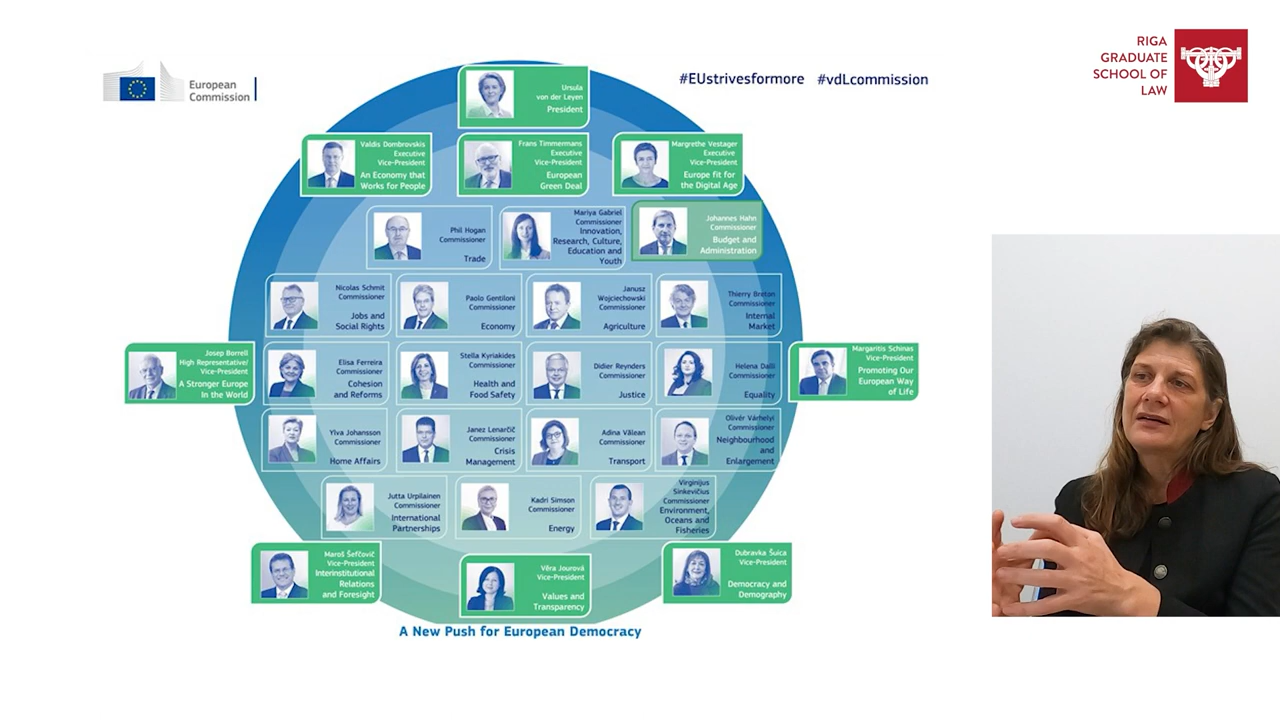 European
Commission
#EUstrivesformore #vdLcommission
RIGA
GRADUATE
SCHOOL OF
LAW
Ursula
von der Leyen
President
Valdis Dombrovskis
Executive
Vice-President
An Economy that
Works for People
Frans Timmermans
Executive
Vice-President
European
Green Deal
Margrethe Vestager
Executive
Vice-President
Europe fit for
the Digital Age
Phil Hogan
Commissioner
Trade
Mariya Gabriel
Commissioner
Innovation,
Research, Culture,
Education and
Youth
Johannes Hahn
Commissioner
Budget and
Administration
Nicolas Schmit
Commissioner
Jobs and
Social Rights
Paolo Gentiloni
Commissioner
Economy
Janusz
Wojciechowski
Commissioner
Agriculture
Thierry Breton
Commissioner
Internal
Market
Josep Borrell
High Representative/
Vice-President
A Stronger Europe
In the World
Elisa Ferreira
Commissioner
Cohesion
and Reforms
Stella Kyriakides
Commissioner
Health and
Food Safety
Didier Reynders
Commissioner
Justice
Helena Dalli
Commissioner
Equality
Margaritis Schinas
Vice-President
Promoting Our
European Way
of Life
Ylva Johansson
Commissioner
Home Affairs
Janez Lenarčič
Commissioner
Crisis
Management
Adina Vălean
Commissioner
Transport
Olivér Várhelyi
Commissioner
Neighbourhood
and
Enlargement
Jutta Urpilainen
Commissioner
International
Partnerships
Kadri Simson
Commissioner
Energy
Virginijus
Sinkevičius
Commissioner
Environment,
Oceans and
Fisheries
Maroš Šefčovič
Vice-President
Interinstitutional
Relations
and Foresight
Věra Jourová
Vice-President
Values and
Transparency
Dubravka Šuica
Vice-President
Democracy and
Demography
A New Push for European Democracy